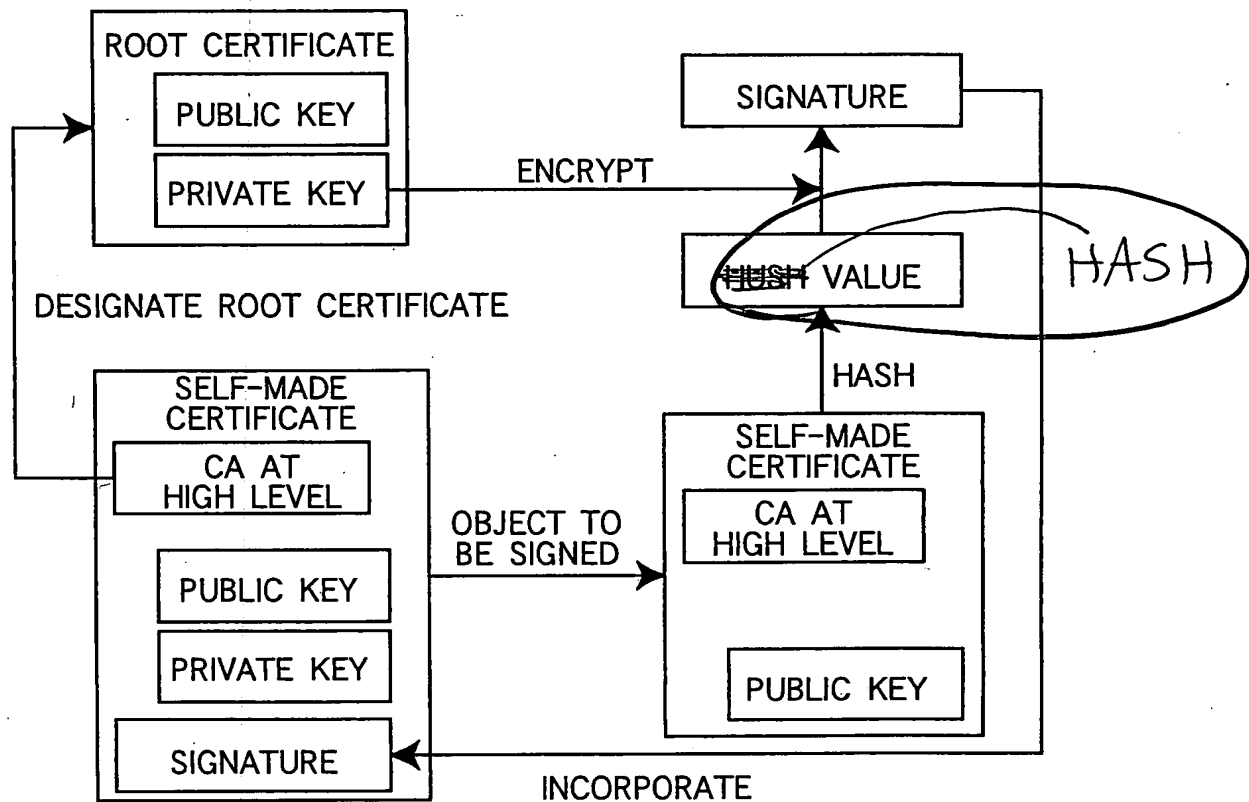 ROOT CERTIFICATE
PUBLIC KEY
PRIVATE KEY
SIGNATURE
ENCRYPT
HUSH VALUE
HASH
DESIGNATE ROOT CERTIFICATE
SELF-MADE
CERTIFICATE
CA AT
HIGH LEVEL
PUBLIC KEY
PRIVATE KEY
SIGNATURE
OBJECT TO
BE SIGNED
HASH
SELF-MADE
CERTIFICATE
CA AT
HIGH LEVEL
PUBLIC KEY
INCORPORATE